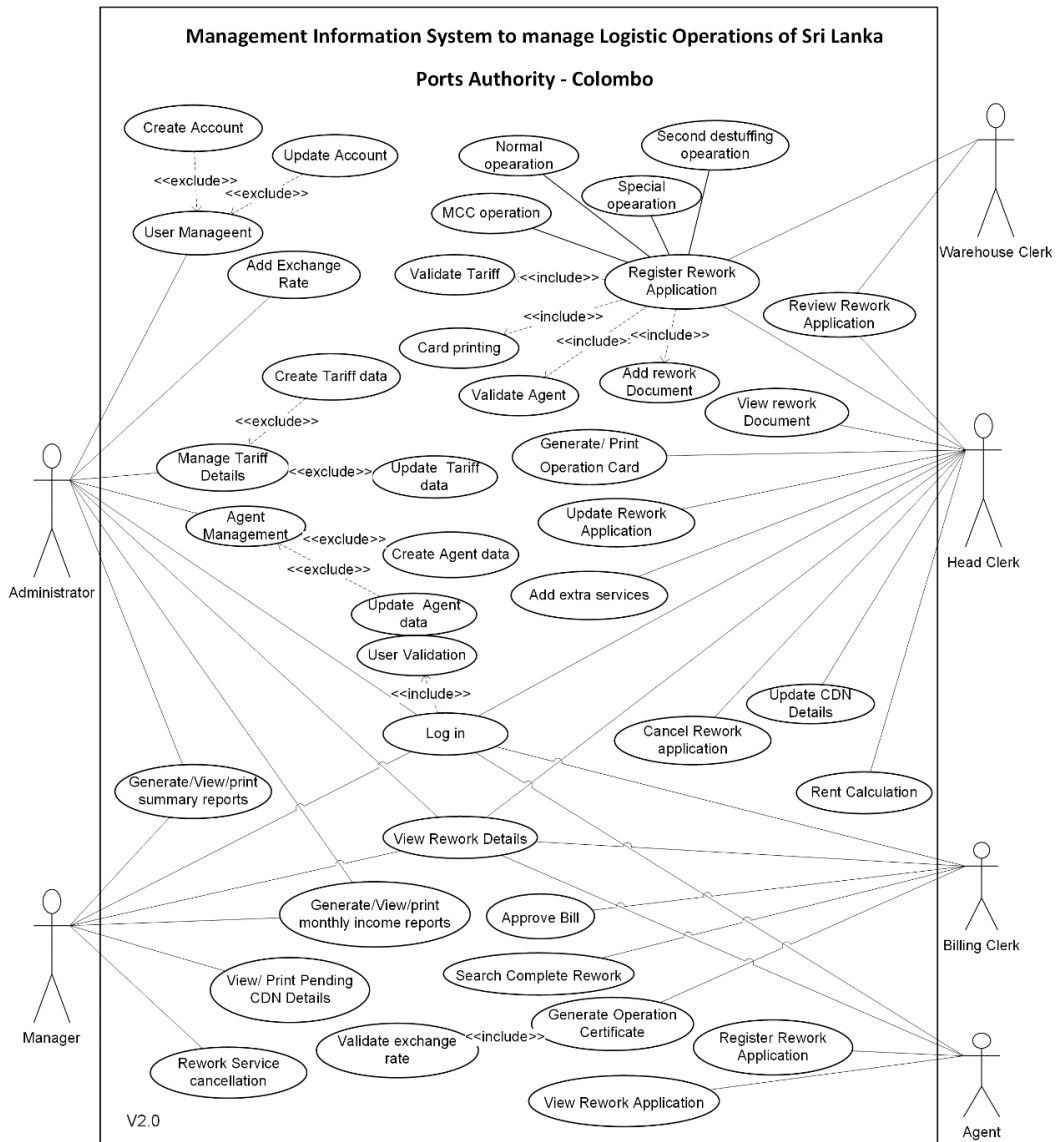 Management Information System to manage Logistic Operations of Sri Lanka
Ports Authority - Colombo
Create Account
Update Account
<<exclude>>
<<exclude>>
User Manageent
Add Exchange
Rate
Normal
opearation
Second destuffing
opearation
MCC operation
Special
opearation
Validate Tariff
<<include>>
Register Rework
Application
Warehouse Clerk
Review Rework
Application
<<include>>
<<include>>
<<include>>
Card printing
Validate Agent
Add rework
Document
Create Tariff data
<<exclude>>
View rework
Document
Manage Tariff
Details
<<exclude>>
Update Tariff
data
Generate/ Print
Operation Card
Agent
Management
<<exclude>>
Create Agent data
<<exclude>>
Update Rework
Application
Administrator
Head Clerk
Update Agent
data
Add extra services
User Validation
<<include>>
Log in
Update CDN
Details
Cancel Rework
application
Rent Calculation
Generate/View/print
summary reports
View Rework Details
Generate/View/print
monthly income reports
Approve Bill
Billing Clerk
Search Complete Rework
View/ Print Pending
CDN Details
Manager
Validate exchange
rate
<<include>>
Generate Operation
Certificate
Register Rework
Application
Rework Service
cancellation
View Rework Application
V2.0
Agent